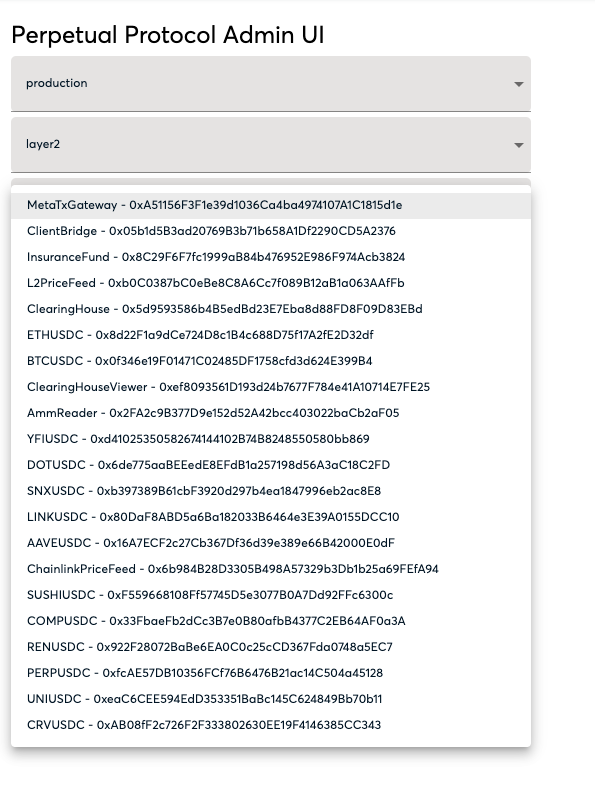 Perpetual Protocol Admin UI
production
layer2
MetaTxGateway - 0xA51156F3F1e39d1036Ca4ba4974107A1C1815d1e
ClientBridge - 0x05b1d5B3ad20769B3b71b658A1Df2290CD5A2376
InsuranceFund - 0x8C29F6F7fc1999aB84b476952E986F974Acb3824
L2PriceFeed - 0xb0C0387bC0eBe8C8A6Cc7f089B12aB1a063AAfFb
ClearingHouse - 0x5d9593586b4B5edBd23E7Eba8d88FD8F09D83EBd
ETHUSDC - 0x8d22F1a9dCe724D8c1B4c688D75f17A2fE2D32df
BTCUSDC - 0x0f346e19F01471C02485DF1758cfd3d624E399B4
ClearingHouseViewer - 0xef8093561D193d24b7677F784e41A10714E7FE25
AmmReader - 0x2FA2c9B377D9e152d52A42bcc403022baCb2aF05
YFIUSDC - 0xd41025350582674144102B74B8248550580bb869
DOTUSDC - 0x6de775aaBEEedE8EFdB1a257198d56A3aC18C2FD
SNXUSDC - 0xb397389B61cbF3920d297b4ea1847996eb2ac8E8
LINKUSDC - 0x80DaF8ABD5a6Ba182033B6464e3E39A0155DCC10
AAVEUSDC - 0x16A7ECF2c27Cb367Df36d39e389e66B42000E0dF
ChainlinkPriceFeed - 0x6b984B28D3305B498A57329b3Db1b25a69FEfA94
SUSHIUSDC - 0xF559668108Ff57745D5e3077B0A7Dd92FFc6300c
COMPUSDC - 0x33FbaeFb2dCc3B7e0B80afbB4377C2EB64AF0a3A
RENUSDC - 0x922F28072BaBe6EA0C0c25cCD367Fda0748a5EC7
PERPUSDC - 0xfcAE57DB10356FCf76B6476B21ac14C504a45128
UNIUSDC - 0xeaC6CEE594EdD353351BaBc145C624849Bb70b11
CRVUSDC - 0xAB08fF2c726F2F333802630EE19F4146385CC343